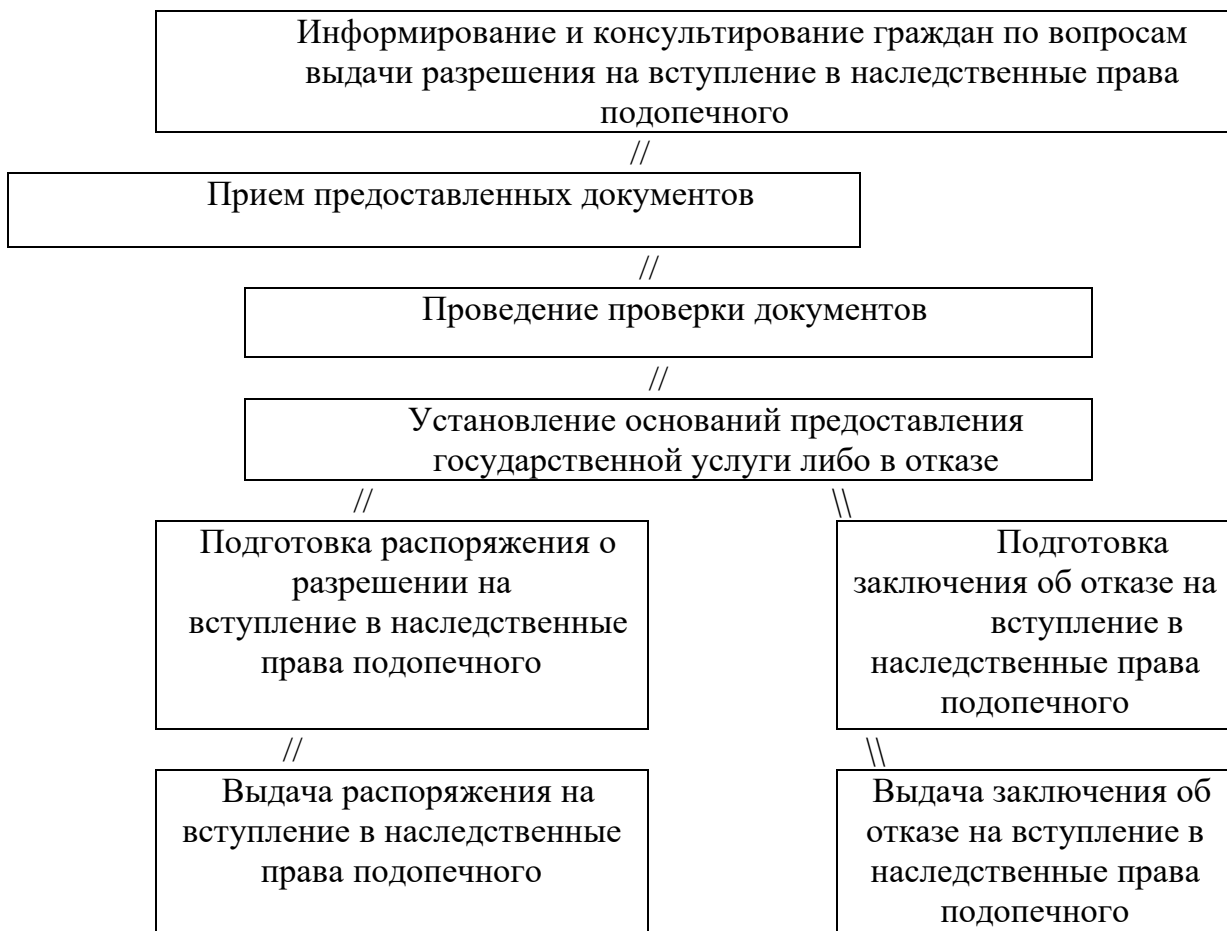 Информирование и консультирование граждан по вопросам
выдачи разрешения на вступление в наследственные права
подопечного
//
Прием предоставленных документов
//
Проведение проверки документов
//
Установление оснований предоставления
государственной услуги либо в отказе
//
\\
Подготовка распоряжения о
разрешении на
вступление в наследственные
права подопечного
Подготовка
заключения об отказе на
вступление в
наследственные права
подопечного
//
\\
Выдача распоряжения на
вступление в наследственные
права подопечного
Выдача заключения об
отказе на вступление в
наследственные права
подопечного